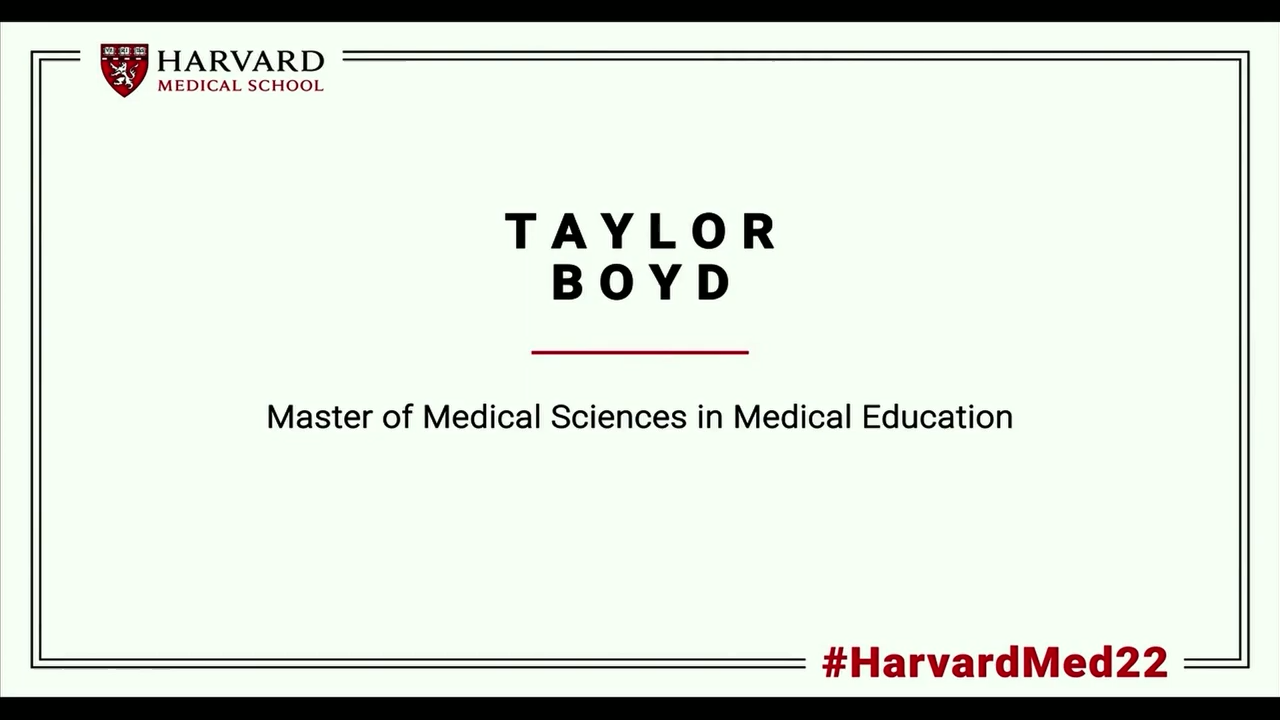 HARVARD
MEDICAL SCHOOL
TAYLOR
BOYD
Master of Medical Sciences in Medical Education
#HarvardMed22